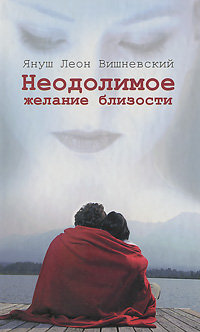 Януш Леон Вишневский
Неодолимое
желание близости